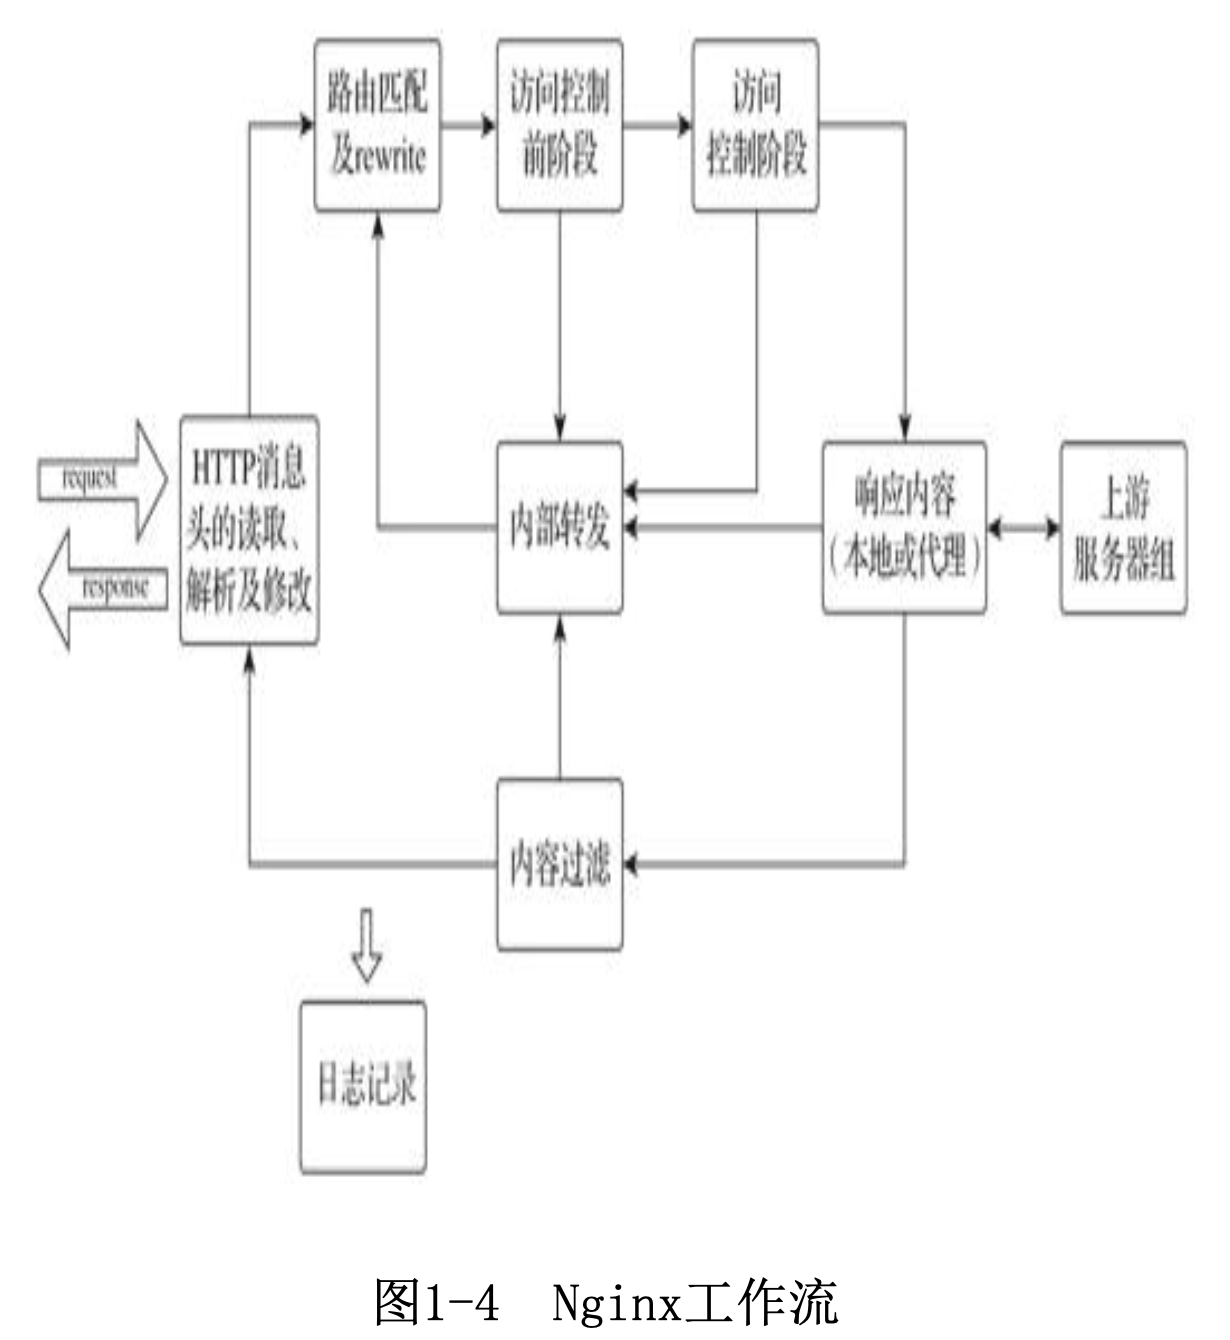 路由匹配
及rewrite
访问控制
前阶段
访问
控制阶段
request
response
HTTP消息
头的读取、
解析及修改
内部转发
响应内容
（本地或代理）
上游
服务器组
内容过滤
日志记录
图1-4 Nginx工作流